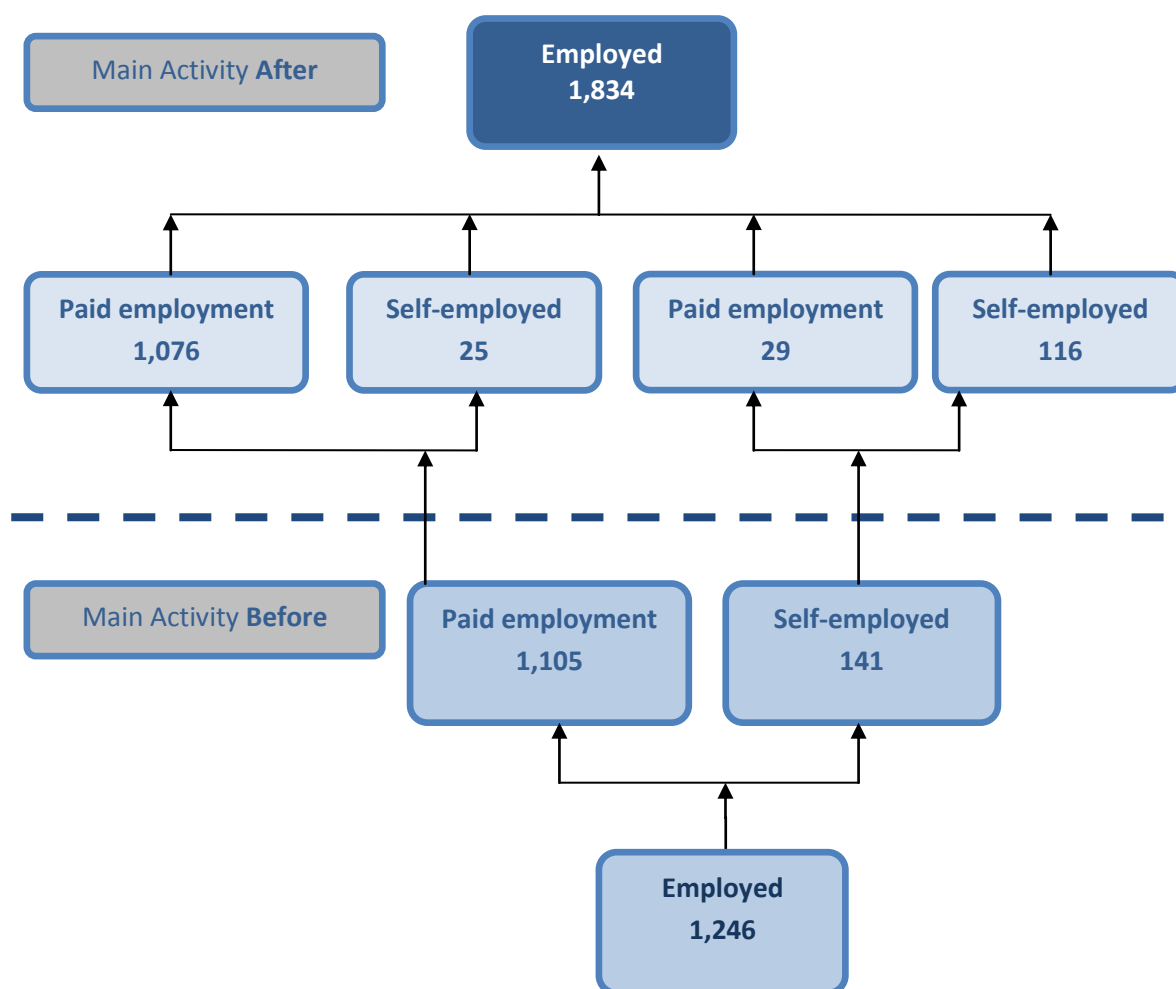 Main Activity After
Employed
1,834
Paid employment
1,076
Self-employed
25
Paid employment
29
Self-employed
116
Main Activity Before
Paid employment
1,105
Self-employed
141
Employed
1,246